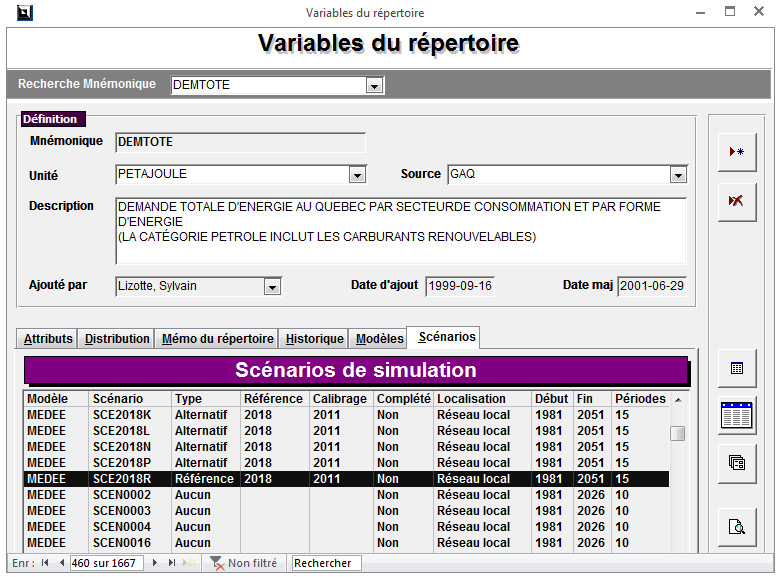 Variables du répertoire
Variables du répertoire
Recherche Mnémonique DEMTOTE
Définition
Mnémonique DEMTOTE
Unité PETAJOULE Source GAQ
Description DEMANDE TOTALE D'ENERGIE AU QUEBEC PAR SECTEURDE CONSOMMATION ET PAR FORME
D'ENERGIE
(LA CATÉGORIE PETROLE INCLUT LES CARBURANTS RENOUVELABLES)
Ajouté par Lizotte, Sylvain Date d'ajout 1999-09-16 Date maj 2001-06-29
Attributs Distribution Mémo du répertoire Historique Modèles Scénarios
Scénarios de simulation
Modèle Scénario Type Référence Calibrage Complété Localisation Début Fin Périodes
MEDEE SCE2018K Alternatif 2018 2011 Non Réseau local 1981 2051 15
MEDEE SCE2018L Alternatif 2018 2011 Non Réseau local 1981 2051 15
MEDEE SCE2018N Alternatif 2018 2011 Non Réseau local 1981 2051 15
MEDEE SCE2018P Alternatif 2018 2011 Non Réseau local 1981 2051 15
MEDEE SCE2018R Référence 2018 2011 Non Réseau local 1981 2051 15
MEDEE SCEN0002 Aucun Non Réseau local 1981 2026 10
MEDEE SCEN0003 Aucun Non Réseau local 1981 2026 10
MEDEE SCEN0004 Aucun Non Réseau local 1981 2026 10
MEDEE SCEN0016 Aucun Non Réseau local 1981 2026 10
Enr : 460 sur 1667 Non filtré Rechercher